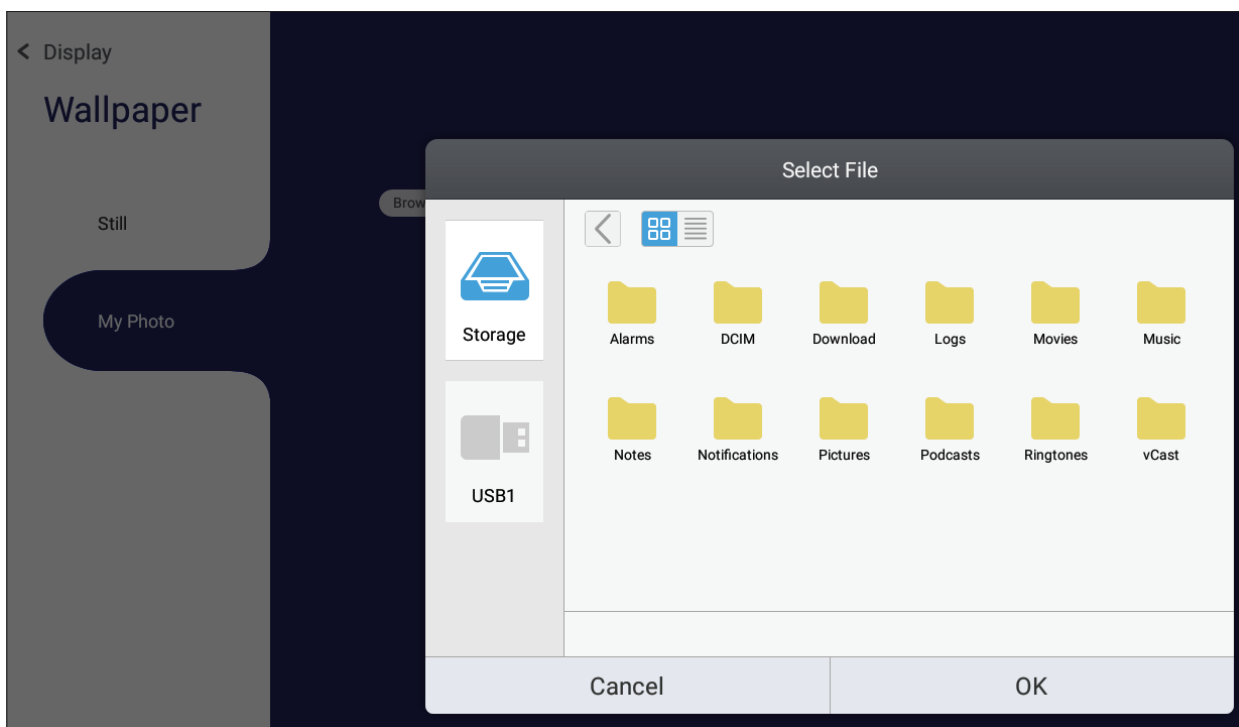 Display
Wallpaper
Still
My Photo
Brow
Select File
Storage
USB1
Alarms DCIM Download Logs Movies Music
Notes Notifications Pictures Podcasts Ringtones vCast
Cancel OK